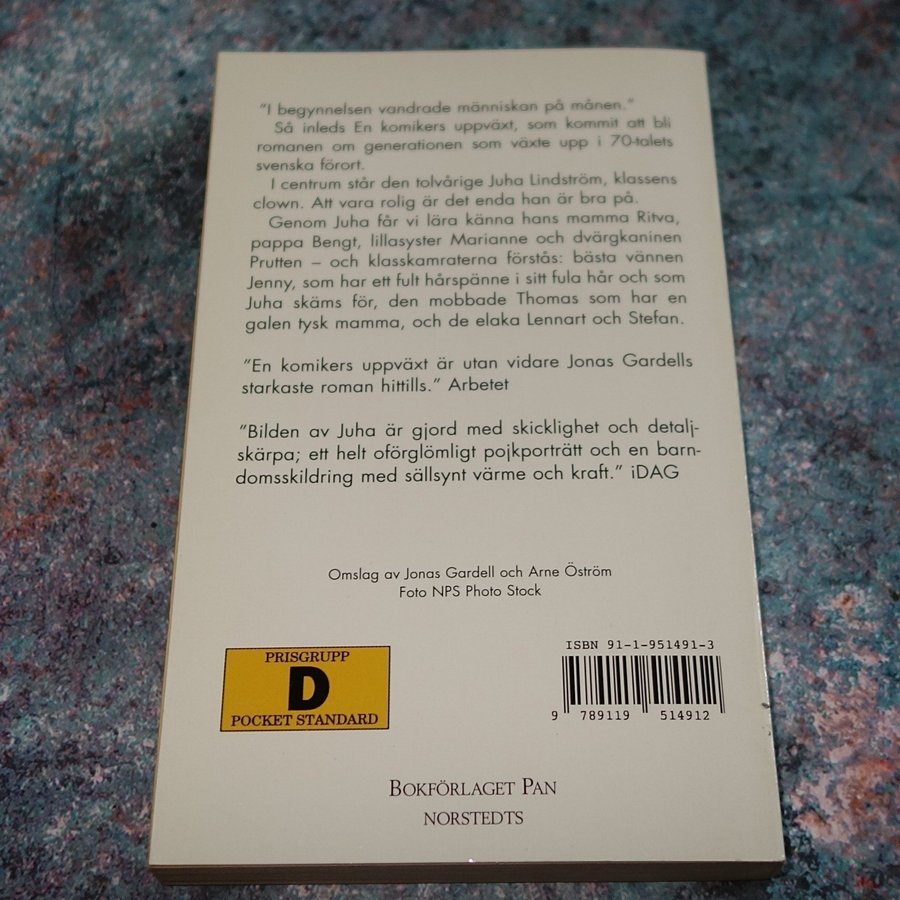 "I begynnelsen vandrade människan på månen."
Så inleds En komikers uppväxt, som kommit att bli
romanen om generationen som växte upp i 70-talets
svenska förort.
I centrum står den tolvårige Juha Lindström, klassens
clown. Att vara rolig är det enda han är bra på.
Genom Juha får vi lära känna hans mamma Ritva,
pappa Bengt, lillasyster Marianne och dvärgkaninen
Prutten – och klasskamraterna förstås: bästa vännen
Jenny, som har ett fult hårspänne i sitt fula hår och som
Juha skäms för, den mobbade Thomas som har en
galen tysk mamma, och de elaka Lennart och Stefan.
"En komikers uppväxt är utan vidare Jonas Gardells
starkaste roman hittills." Arbetet
"Bilden av Juha är gjord med skicklighet och detalj-
skärpa; ett helt oförglömligt pojkporträtt och en barn-
domsskildring med sällsynt värme och kraft." iDAG
Omslag av Jonas Gardell och Arne Öström
Foto NPS Photo Stock
ISBN 91-1-951491-3
9 789119 514912
PRISGRUPP
D
POCKET STANDARD
BOKFÖRLAGET PAN
NORSTEDTS